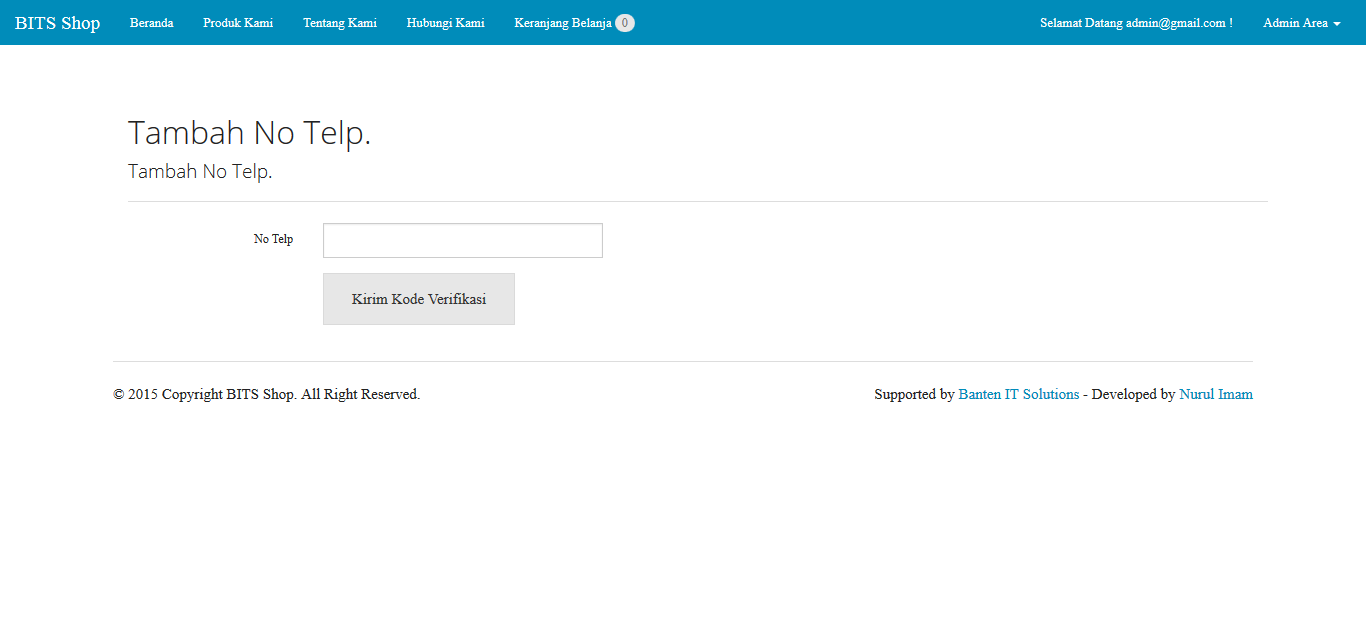 BITS Shop Beranda Produk Kami Tentang Kami Hubungi Kami Keranjang Belanja 0 Selamat Datang admin@gmail.com ! Admin Area
Tambah No Telp.
Tambah No Telp.
No Telp
Kirim Kode Verifikasi
© 2015 Copyright BITS Shop. All Right Reserved. Supported by Banten IT Solutions - Developed by Nurul Imam